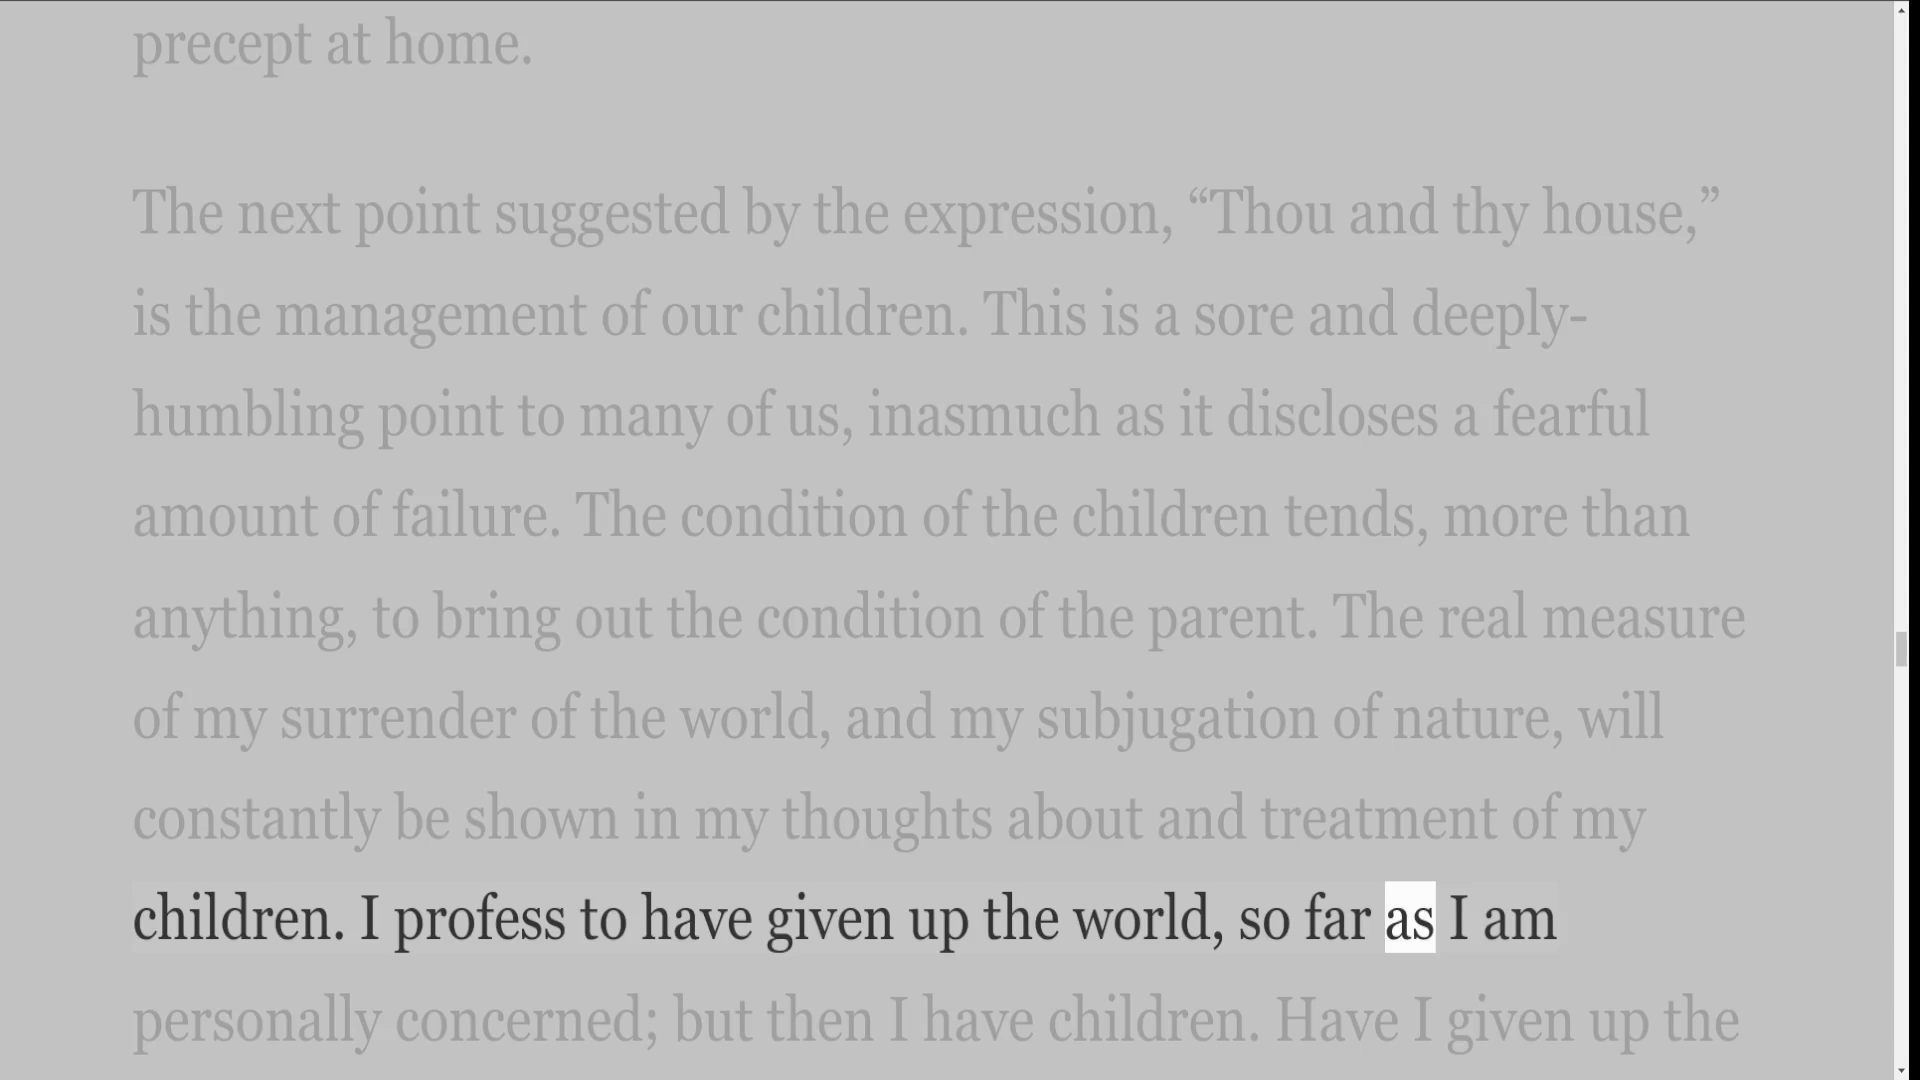 precept at home.
The next point suggested by the expression, “Thou and thy house,”
is the management of our children. This is a sore and deeply-
humbling point to many of us, inasmuch as it discloses a fearful
amount of failure. The condition of the children tends, more than
anything, to bring out the condition of the parent. The real measure
of my surrender of the world, and my subjugation of nature, will
constantly be shown in my thoughts about and treatment of my
children. I profess to have given up the world, so far as I am
personally concerned; but then I have children. Have I given up the